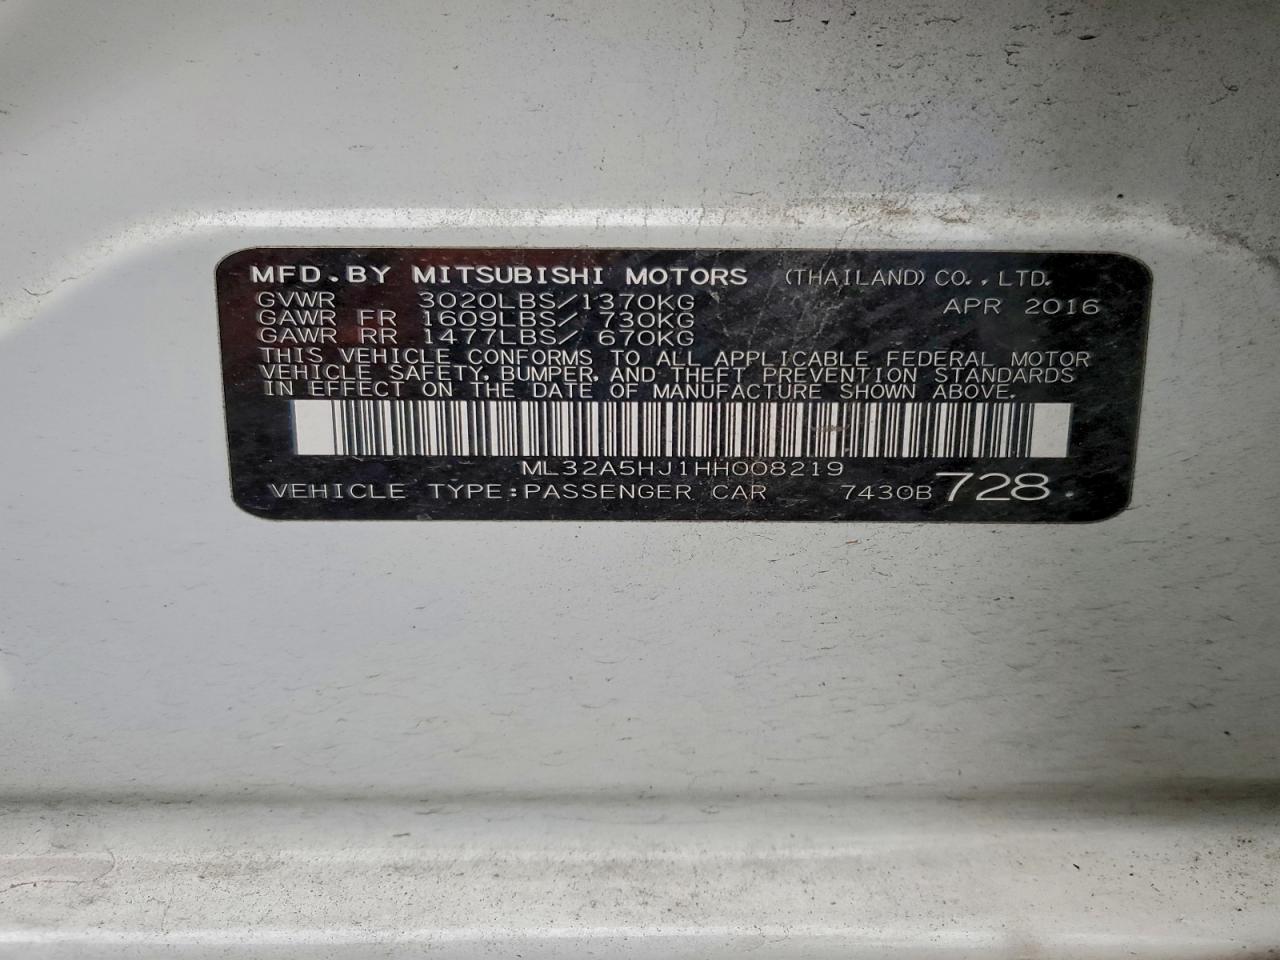 MFD. BY MITSUBISHI MOTORS (THAILAND) CO., LTD.
GVWR 3020LBS/1370KG APR 2016
GAWR FR 1609LBS/ 730KG
GAWR RR 1477LBS/ 670KG
THIS VEHICLE CONFORMS TO ALL APPLICABLE FEDERAL MOTOR
VEHICLE SAFETY, BUMPER, AND THEFT PREVENTION STANDARDS
IN EFFECT ON THE DATE OF MANUFACTURE SHOWN ABOVE.
ML32A5HJ1HH008219
VEHICLE TYPE:PASSENGER CAR 7430B 728